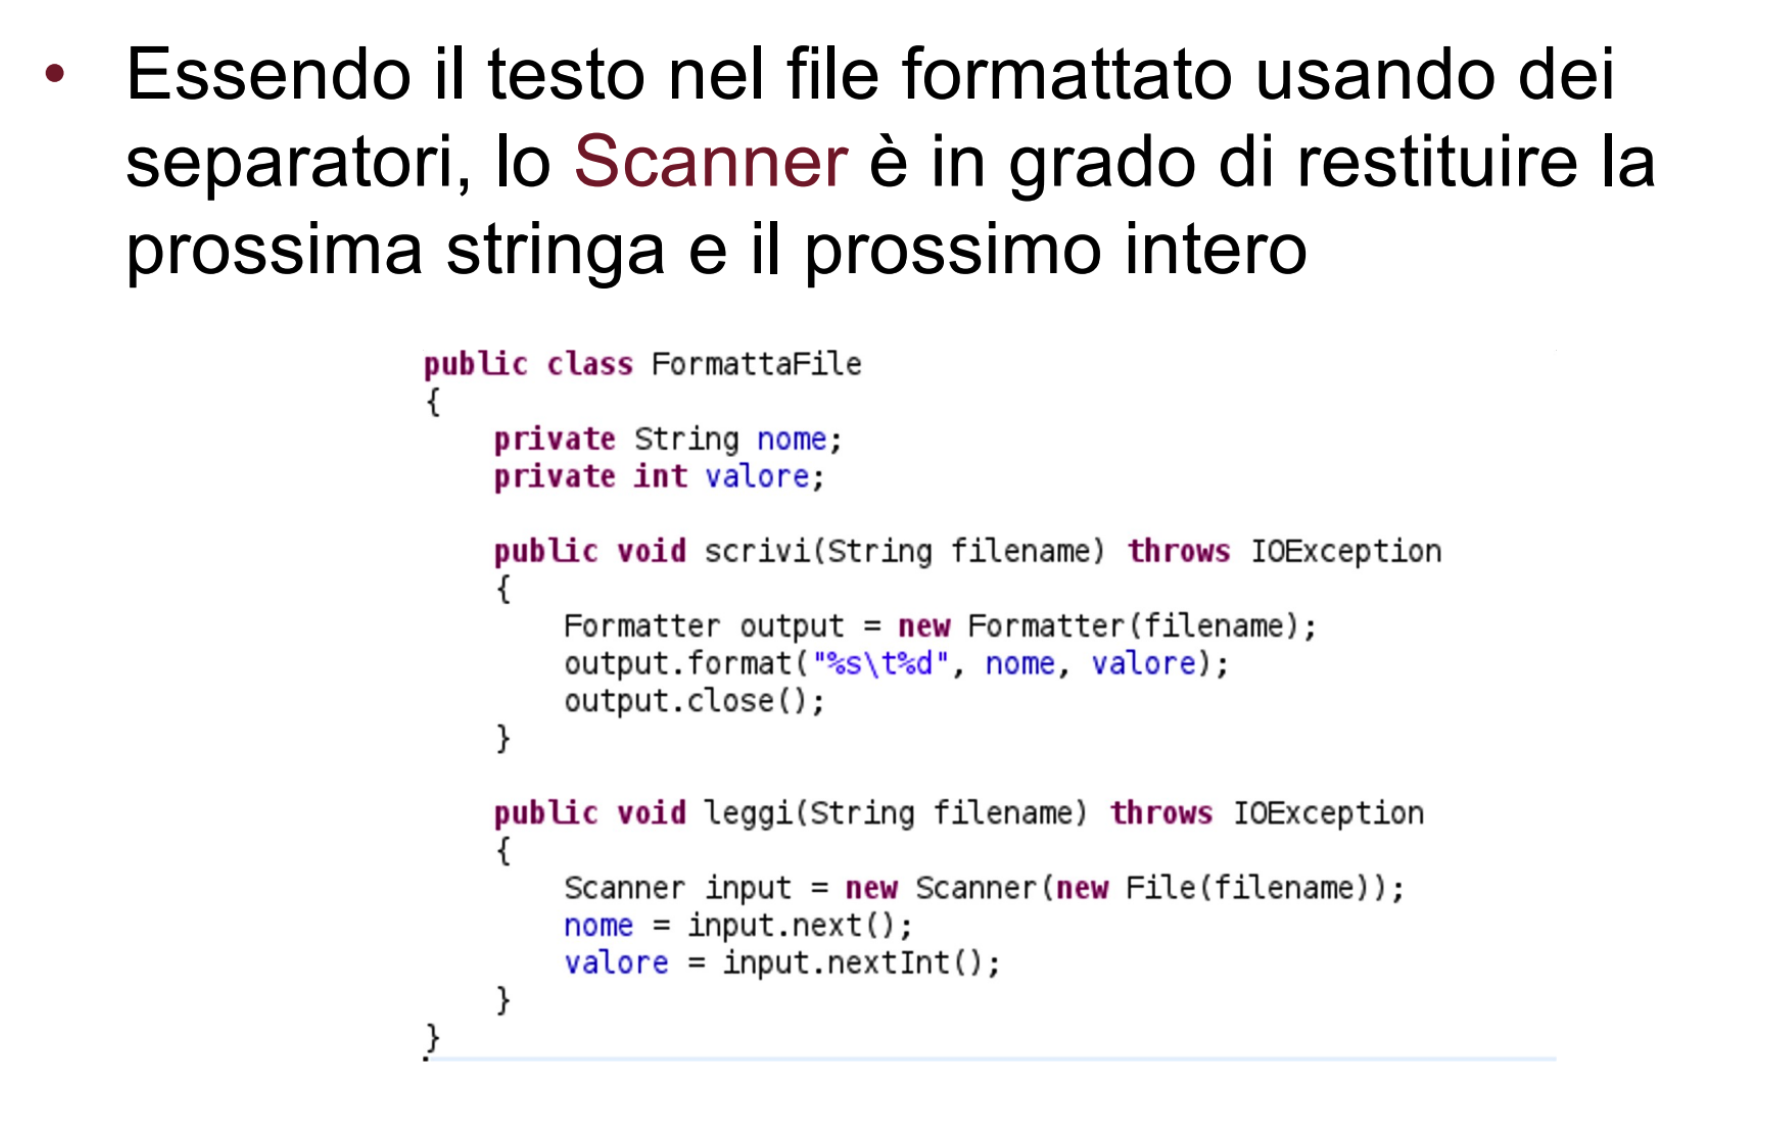 • Essendo il testo nel file formattato usando dei
separatori, lo Scanner è in grado di restituire la
prossima stringa e il prossimo intero
public class FormattaFile
{
    private String nome;
    private int valore;

    public void scrivi(String filename) throws IOException
    {
        Formatter output = new Formatter(filename);
        output.format("%s\t%d", nome, valore);
        output.close();
    }

    public void leggi(String filename) throws IOException
    {
        Scanner input = new Scanner(new File(filename));
        nome = input.next();
        valore = input.nextInt();
    }
}